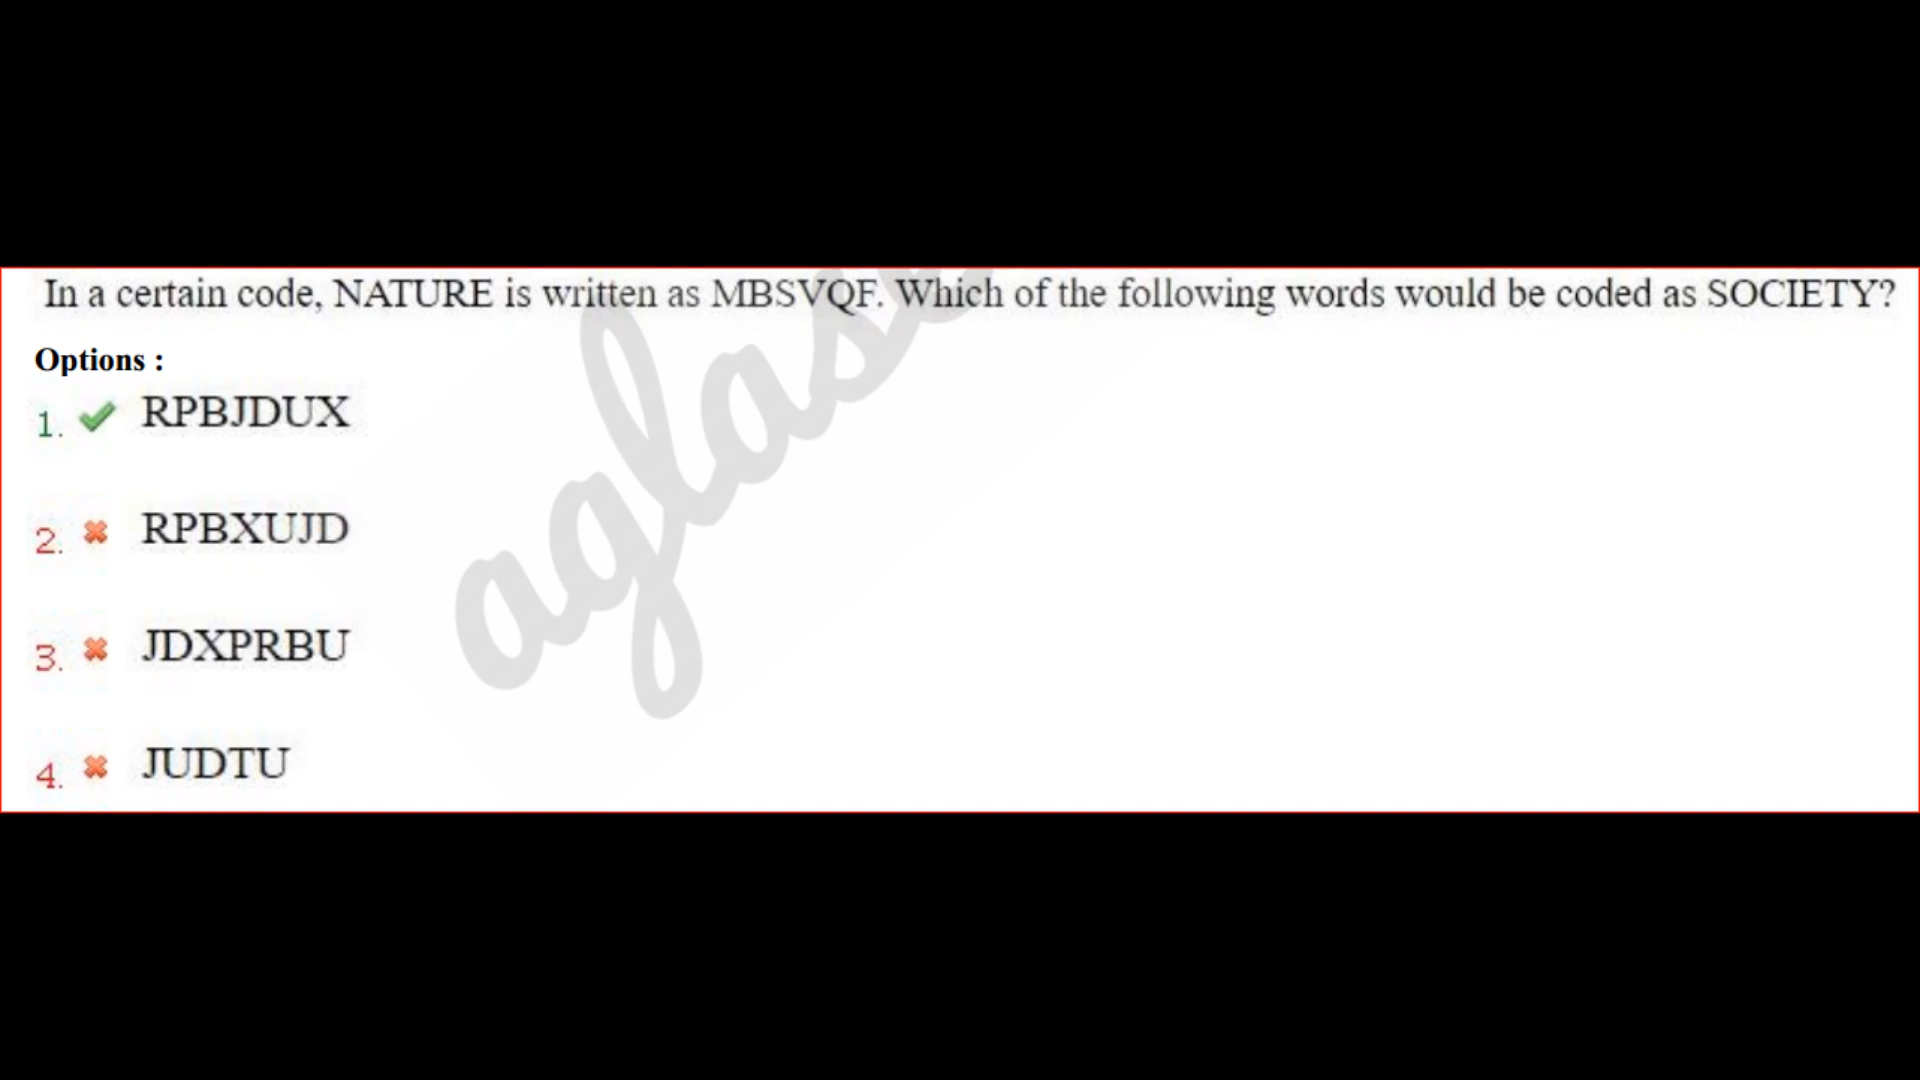 In a certain code, NATURE is written as MBSVQF. Which of the following words would be coded as SOCIETY?
Options :
1. RPBJDUX
2. RPBXUJD
3. JDXPRBU
4. JUDTU